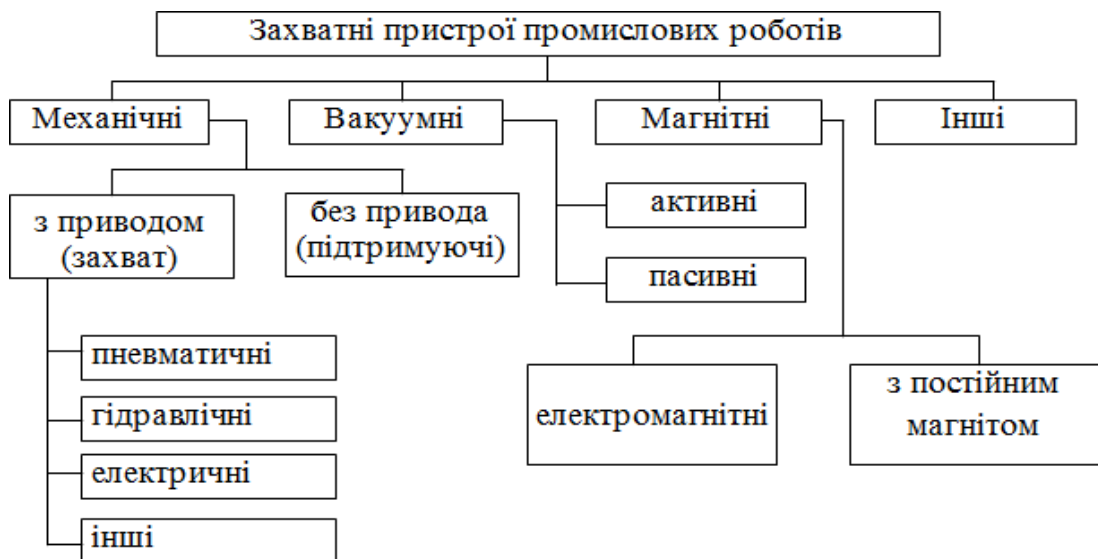 Захватні пристрої промислових роботів
Механічні
Вакуумні
Магнітні
Інші
з приводом
(захват)
без привода
(підтримуючі)
активні
пасивні
пневматичні
гідравлічні
електричні
інші
електромагнітні
з постійним
магнітом